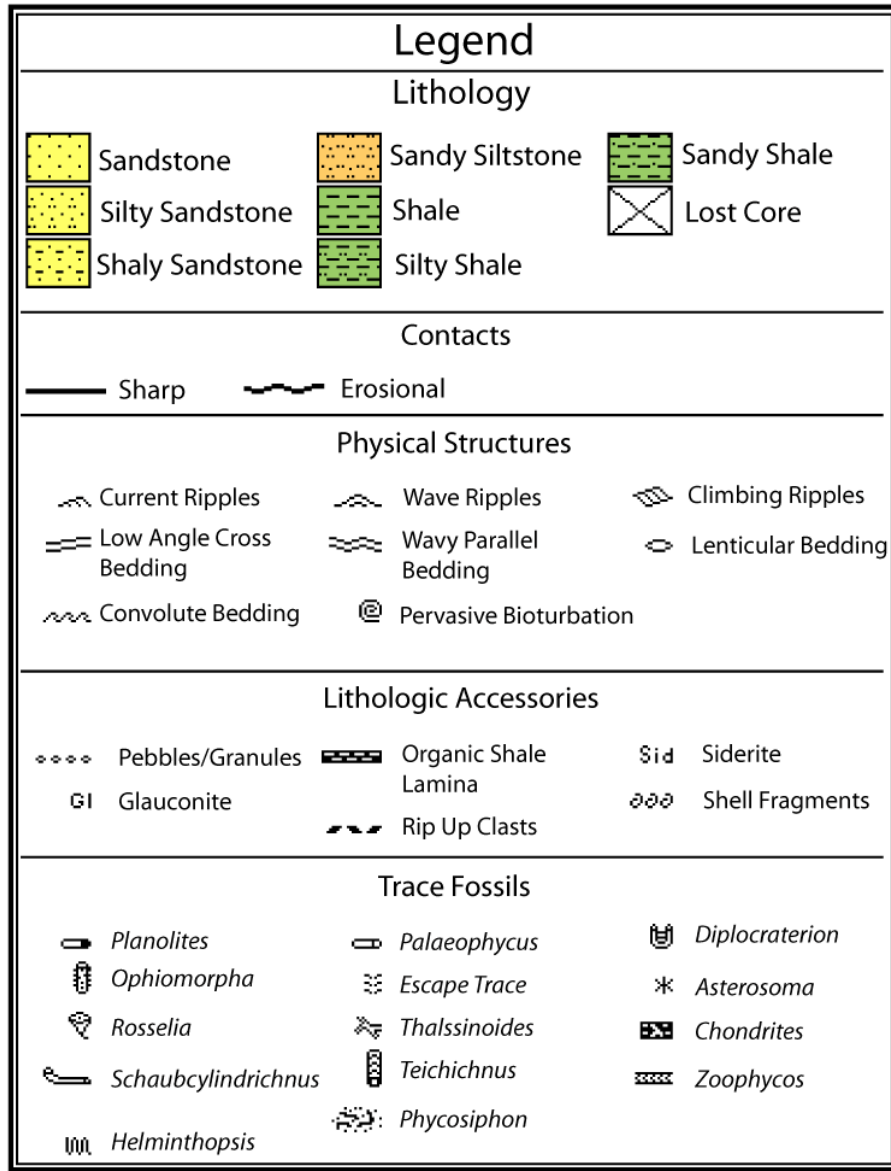 Legend
Lithology
Sandstone
Sandy Siltstone
Sandy Shale
Silty Sandstone
Shale
Lost Core
Shaly Sandstone
Silty Shale
Contacts
Sharp
Erosional
Physical Structures
Current Ripples
Wave Ripples
Climbing Ripples
Low Angle Cross
Bedding
Wavy Parallel
Bedding
Lenticular Bedding
Convolute Bedding
Pervasive Bioturbation
Lithologic Accessories
Pebbles/Granules
Organic Shale
Lamina
Sid Siderite
Gl Glauconite
Shell Fragments
Rip Up Clasts
Trace Fossils
Planolites
Palaeophycus
Diplocraterion
Ophiomorpha
Escape Trace
Asterosoma
Rosselia
Thalssinoides
Chondrites
Schaubcylindrichnus
Teichichnus
Zoophycos
Helminthopsis
Phycosiphon